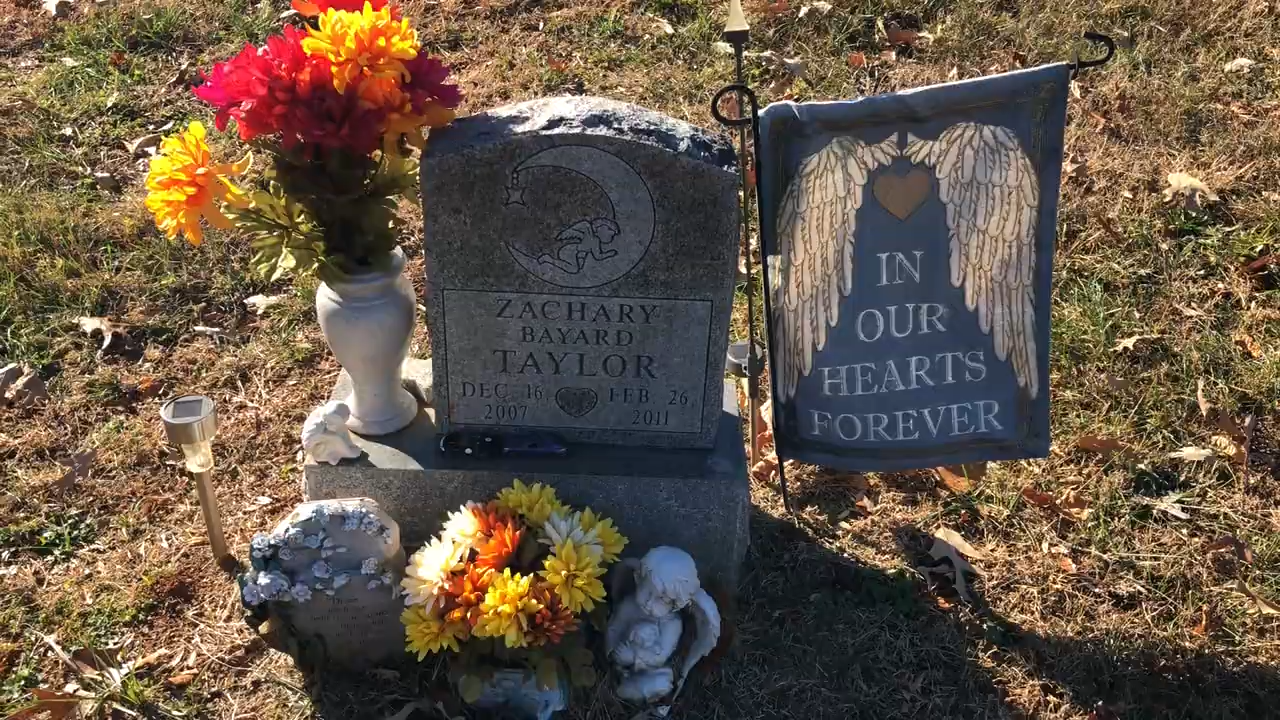 ZACHARY
BAYARD
TAYLOR
DEC. 16, FEB. 26,
2007 2011
IN
OUR
HEARTS
FOREVER